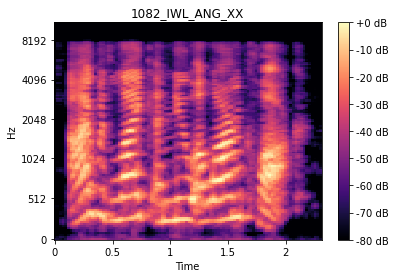 1082_IWL_ANG_XX
+0 dB
8192
-10 dB
4096
-20 dB
-30 dB
2048
Hz
-40 dB
1024
-50 dB
512
-60 dB
-70 dB
0
-80 dB
0
0.5
1
1.5
2
Time